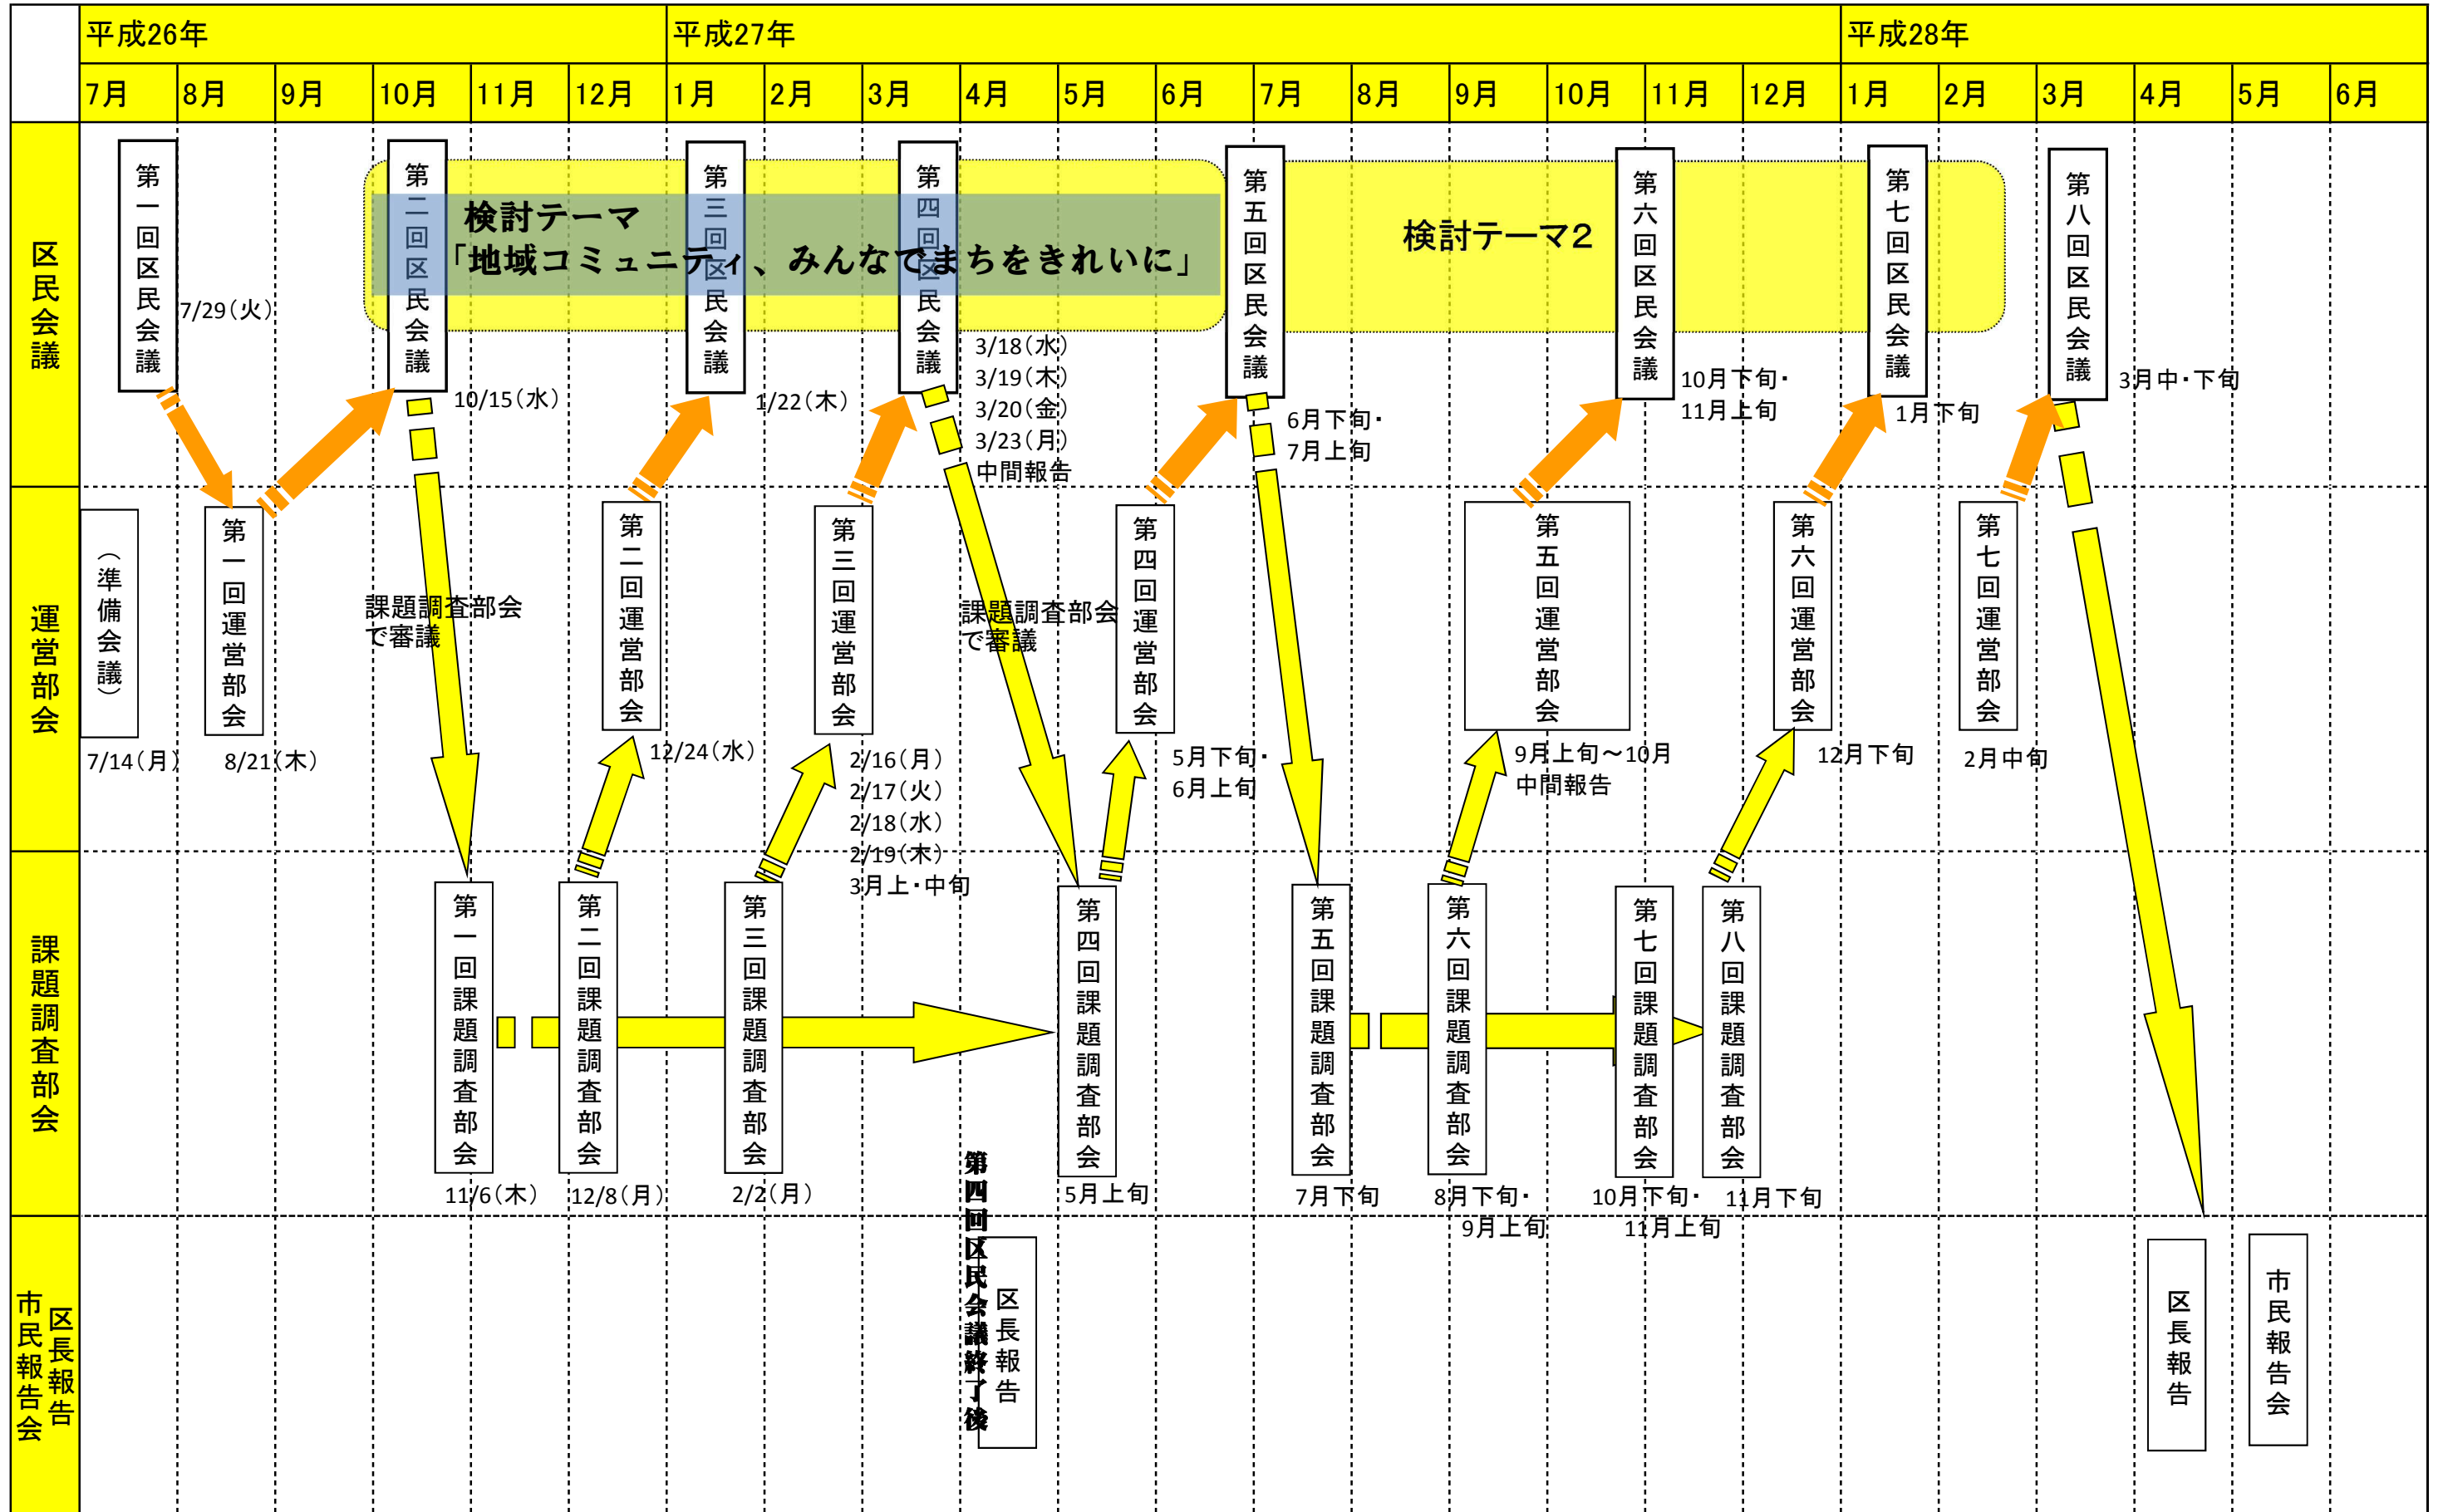 平成26年
平成27年
平成28年
7月
8月
9月
10月
11月
12月
1月
2月
3月
4月
5月
6月
7月
8月
9月
10月
11月
12月
1月
2月
3月
4月
5月
6月
区民会議
第一回区民会議
7/29(火)
第二回区民会議
10/15(水)
検討テーマ
「地域コミュニティ、みんなでまちをきれいに」
第三回区民会議
1/22(木)
第四回区民会議
3/18(水)
3/19(木)
3/20(金)
3/23(月)
中間報告
第五回区民会議
6月下旬・
7月上旬
検討テーマ2
第六回区民会議
10月下旬・
11月上旬
第七回区民会議
1月下旬
第八回区民会議
3月中・下旬
運営部会
(準備会議)
7/14(月)
第一回運営部会
8/21(木)
課題調査部会
で審議
第二回運営部会
12/24(水)
第三回運営部会
2/16(月)
2/17(火)
2/18(水)
2/19(木)
3月上・中旬
課題調査部会
で審議
第四回運営部会
5月下旬・
6月上旬
第五回運営部会
9月上旬～10月
中間報告
第六回運営部会
12月下旬
第七回運営部会
2月中旬
課題調査部会
第一回課題調査部会
11/6(木)
第二回課題調査部会
12/8(月)
第三回課題調査部会
2/2(月)
第四回課題調査部会
5月上旬
第五回課題調査部会
7月下旬
第六回課題調査部会
8月下旬・
9月上旬
第七回課題調査部会
10月下旬・
11月上旬
第八回課題調査部会
11月下旬
区長報告
市民報告会
第四回区民会議終了後
区長報告
区長報告
市民報告会